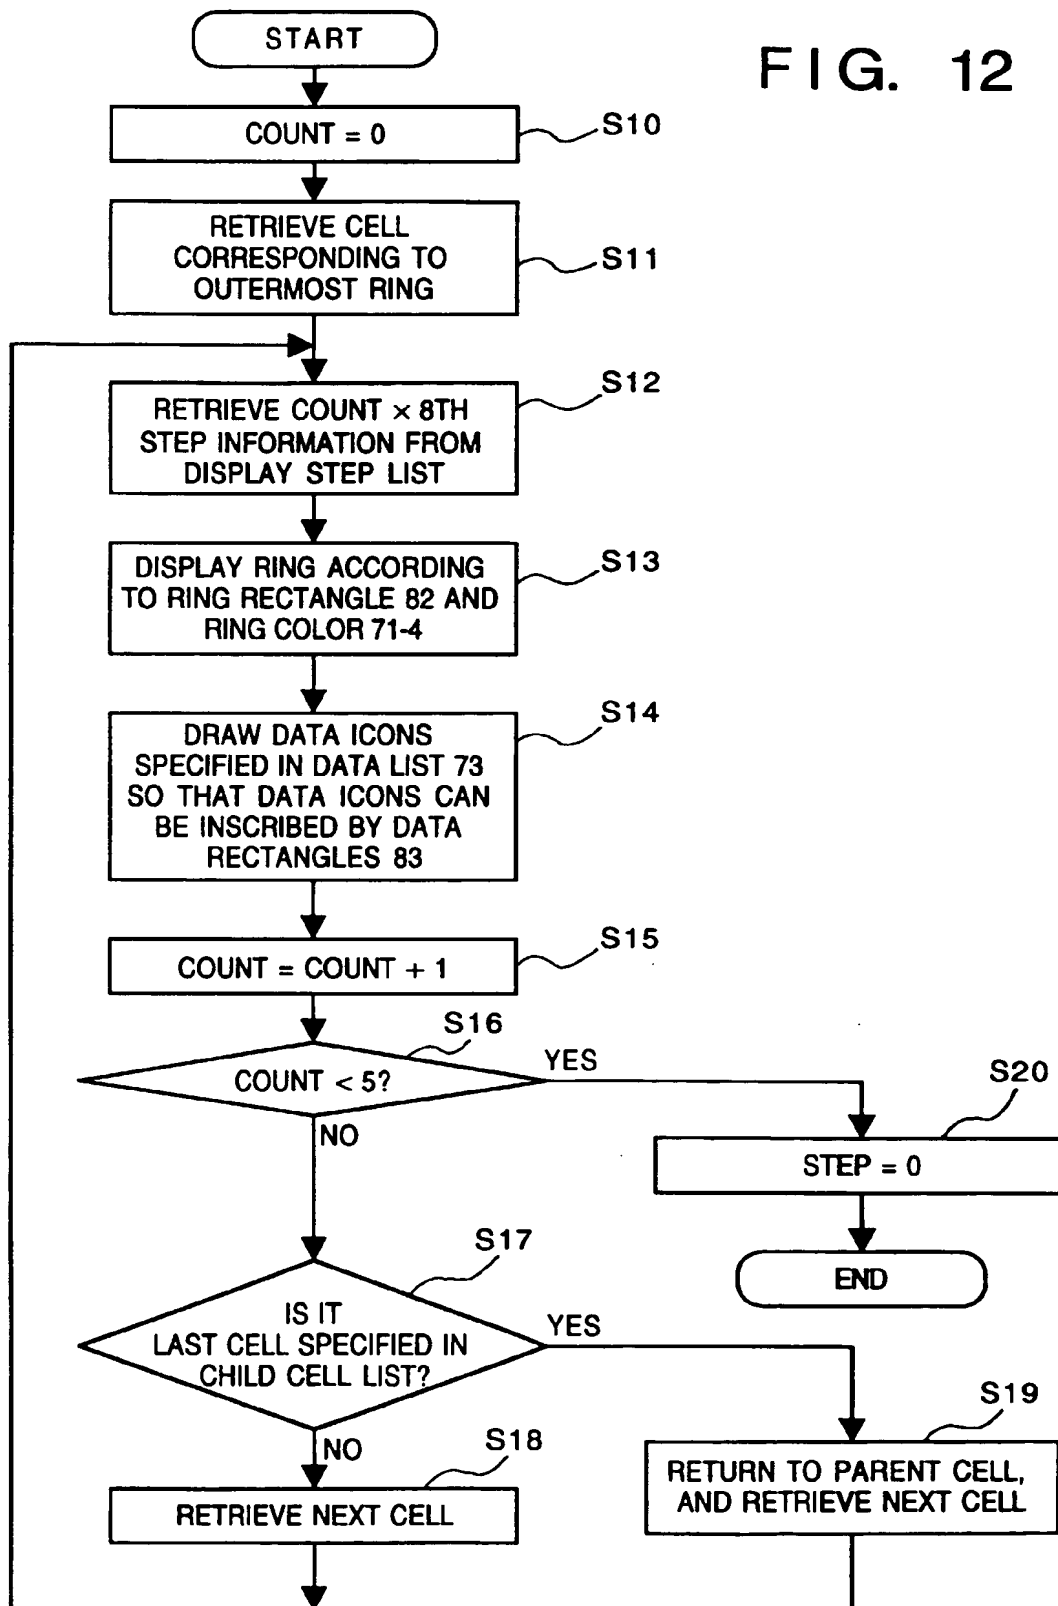 START
FIG. 12
COUNT = 0
S10
RETRIEVE CELL
CORRESPONDING TO
OUTERMOST RING
S11
S12
RETRIEVE COUNT × 8TH
STEP INFORMATION FROM
DISPLAY STEP LIST
S13
DISPLAY RING ACCORDING
TO RING RECTANGLE 82 AND
RING COLOR 71-4
S14
DRAW DATA ICONS
SPECIFIED IN DATA LIST 73
SO THAT DATA ICONS CAN
BE INSCRIBED BY DATA
RECTANGLES 83
S15
COUNT = COUNT + 1
S16
COUNT < 5?
YES
NO
S20
STEP = 0
END
S17
IS IT
LAST CELL SPECIFIED IN
CHILD CELL LIST?
YES
NO
S18
RETRIEVE NEXT CELL
S19
RETURN TO PARENT CELL,
AND RETRIEVE NEXT CELL